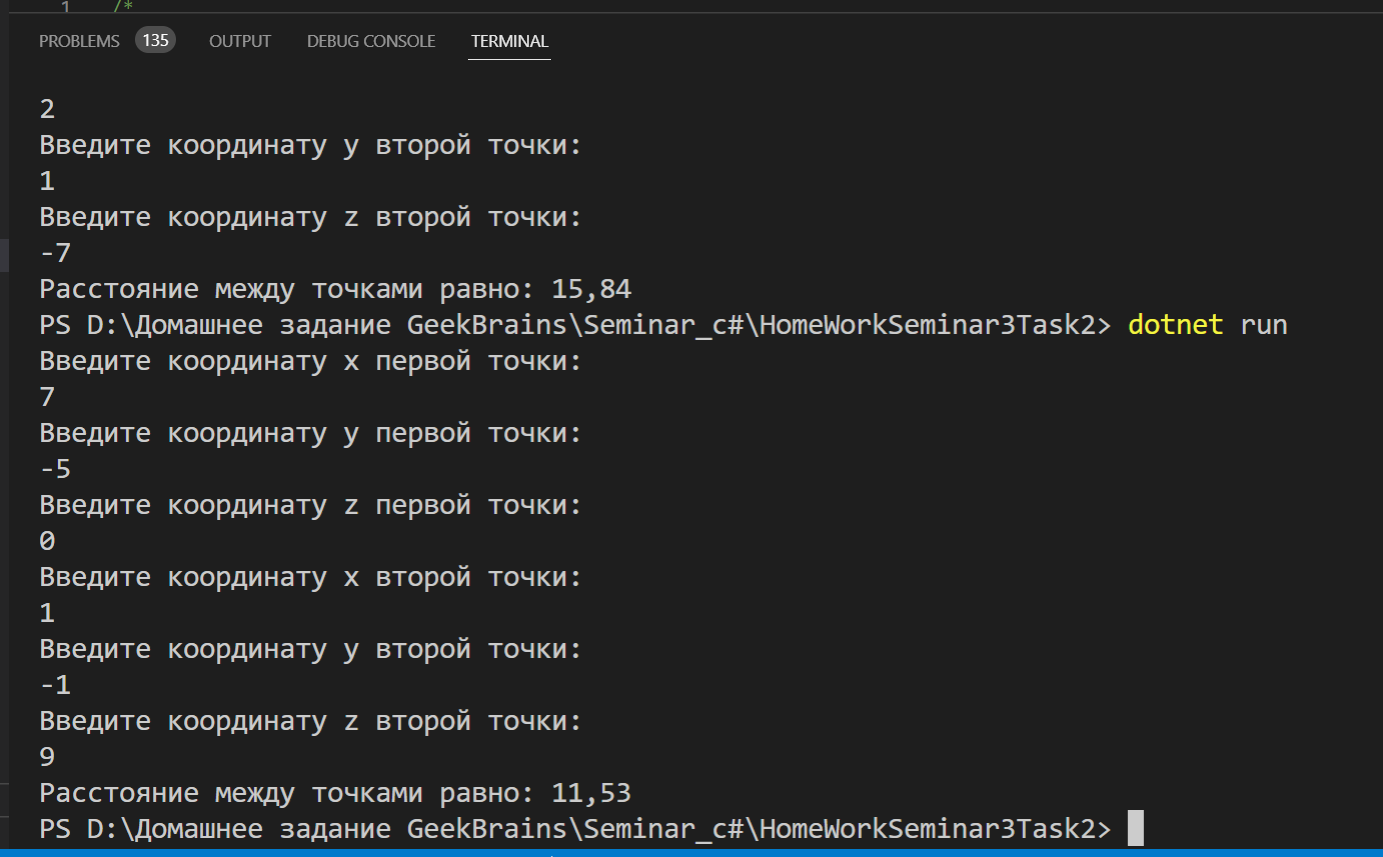 1 /*
PROBLEMS 135 OUTPUT DEBUG CONSOLE TERMINAL
2
Введите координату y второй точки:
1
Введите координату z второй точки:
-7
Расстояние между точками равно: 15,84
PS D:\Домашнее задание GeekBrains\Seminar_c#\HomeWorkSeminar3Task2> dotnet run
Введите координату x первой точки:
7
Введите координату y первой точки:
-5
Введите координату z первой точки:
0
Введите координату x второй точки:
1
Введите координату y второй точки:
-1
Введите координату z второй точки:
9
Расстояние между точками равно: 11,53
PS D:\Домашнее задание GeekBrains\Seminar_c#\HomeWorkSeminar3Task2>